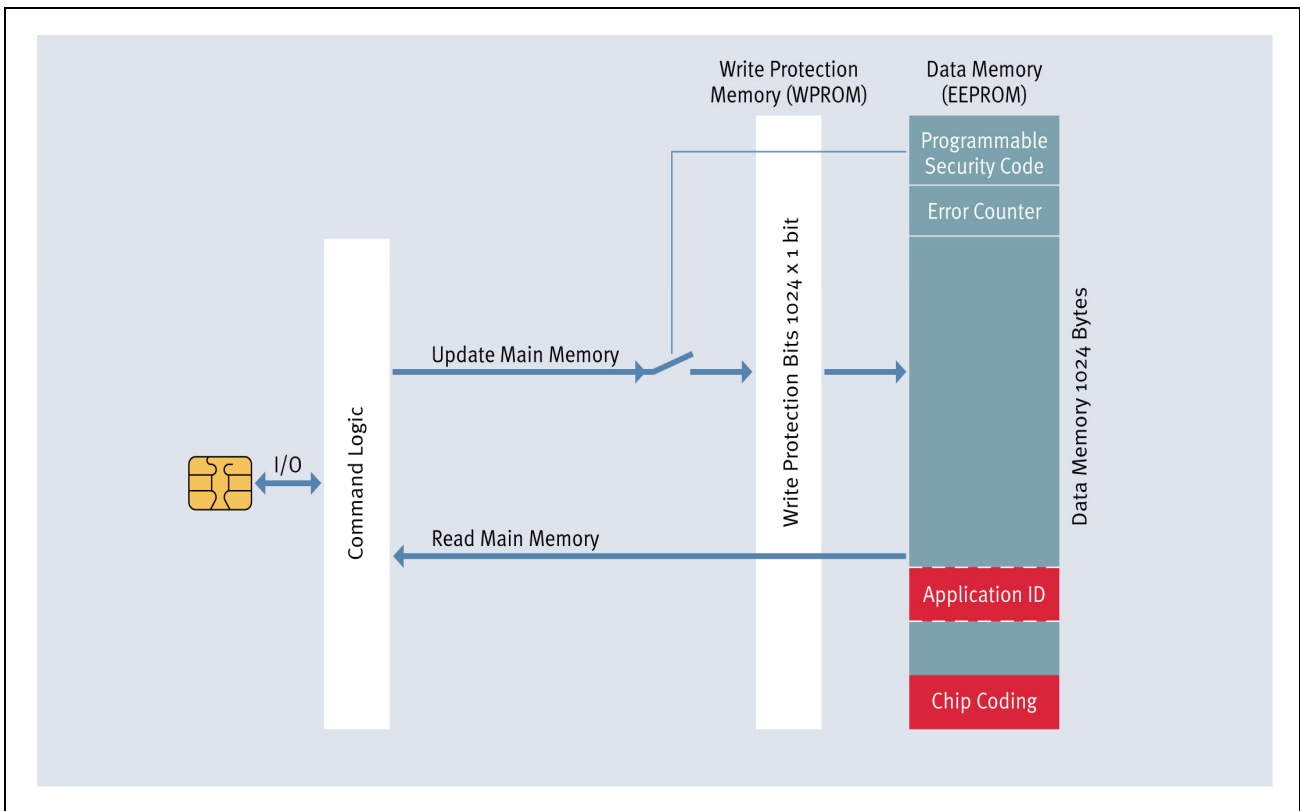 Write Protection
Memory (WPROM)
Data Memory
(EEPROM)
Programmable
Security Code
Error Counter
Write Protection Bits 1024 x 1 bit
Data Memory 1024 Bytes
Update Main Memory
Command Logic
I/O
Read Main Memory
Application ID
Chip Coding